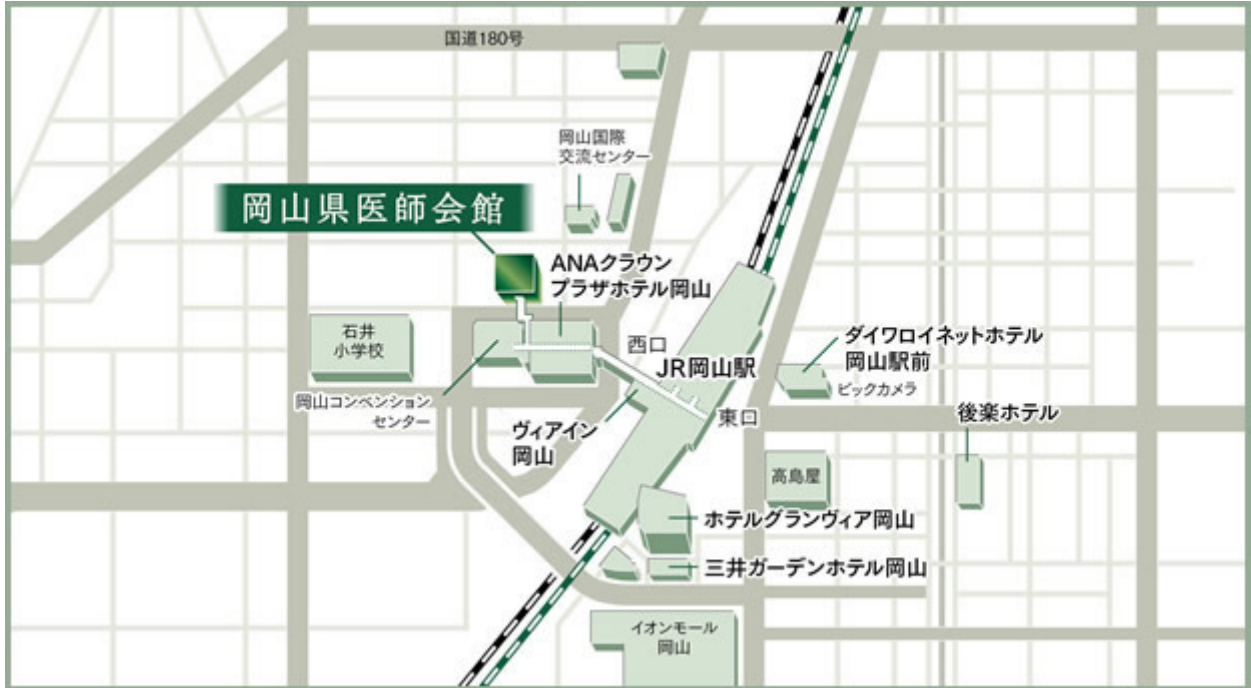 国道180号
岡山国際
交流センター
岡山県医師会館
ANAクラウン
プラザホテル岡山
石井
小学校
西口
JR岡山駅
ダイワロイネットホテル
岡山駅前
ビックカメラ
岡山コンベンション
センター
東口
後楽ホテル
ヴィアイン
岡山
高島屋
ホテルグランヴィア岡山
三井ガーデンホテル岡山
イオンモール
岡山